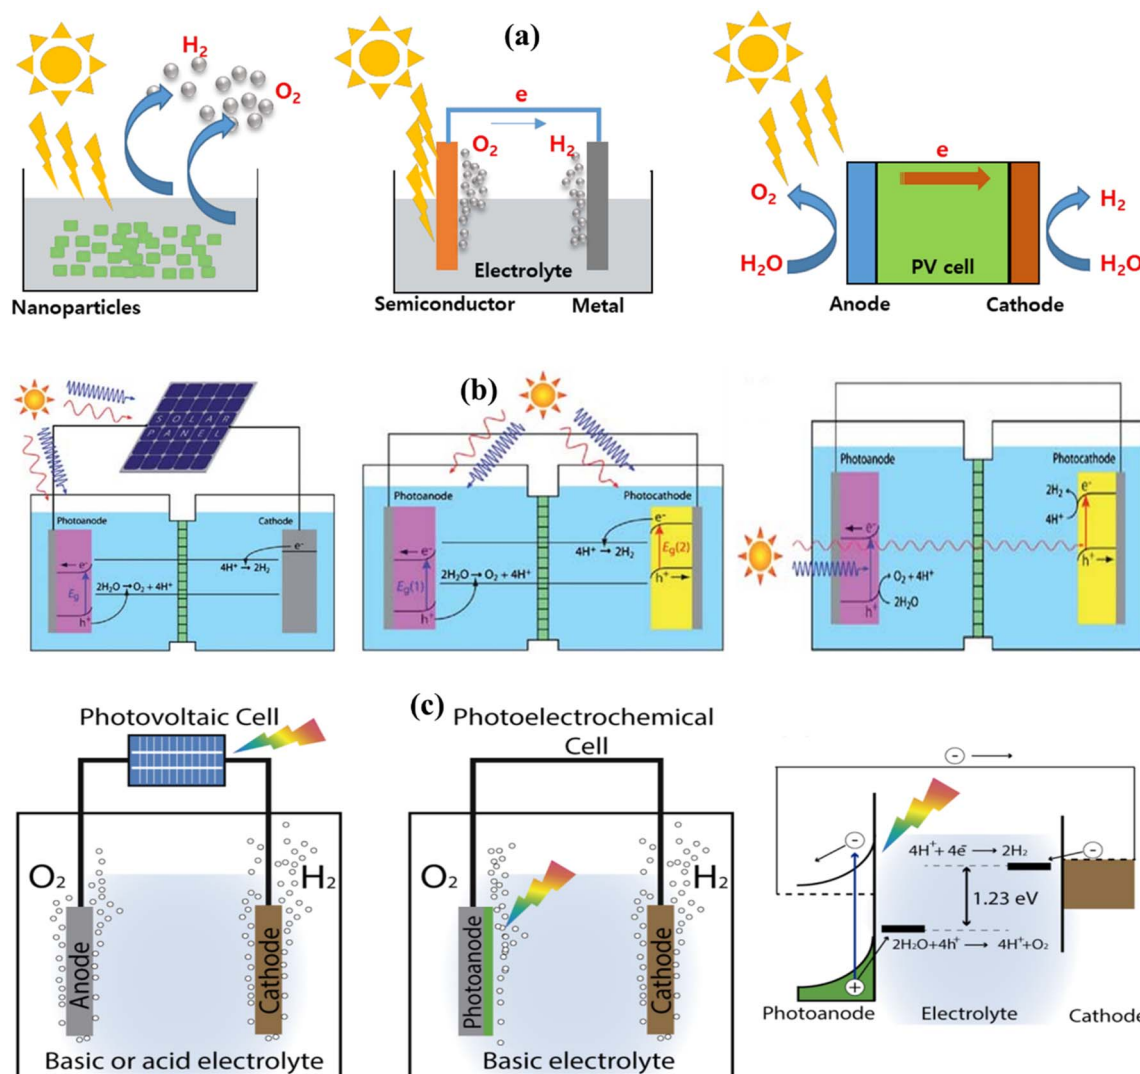 (a)
H₂
O₂
Nanoparticles
e
O₂
H₂
Electrolyte
Semiconductor
Metal
e
O₂
H₂
H₂O
PV cell
H₂O
Anode
Cathode
(b)
SOLAR
PANEL
Photoanode
Cathode
e⁻
e⁻
4H⁺ → 2H₂
Eg
2H₂O → O₂ + 4H⁺
h⁺
Photoanode
Photocathode
e⁻
e⁻
4H⁺ → 2H₂
Eg(2)
Eg(1)
2H₂O → O₂ + 4H⁺
h⁺
h⁺
Photoanode
Photocathode
2H₂
e⁻
4H⁺
e⁻
h⁺
O₂ + 4H⁺
h⁺
2H₂O
(c)
Photovoltaic Cell
O₂
H₂
Anode
Cathode
Basic or acid electrolyte
Photoelectrochemical
Cell
O₂
H₂
Photoanode
Cathode
Basic electrolyte
−
−
4H⁺ + 4e⁻ → 2H₂
−
1.23 eV
2H₂O+4h⁺ → 4H⁺+O₂
+
Photoanode
Electrolyte
Cathode